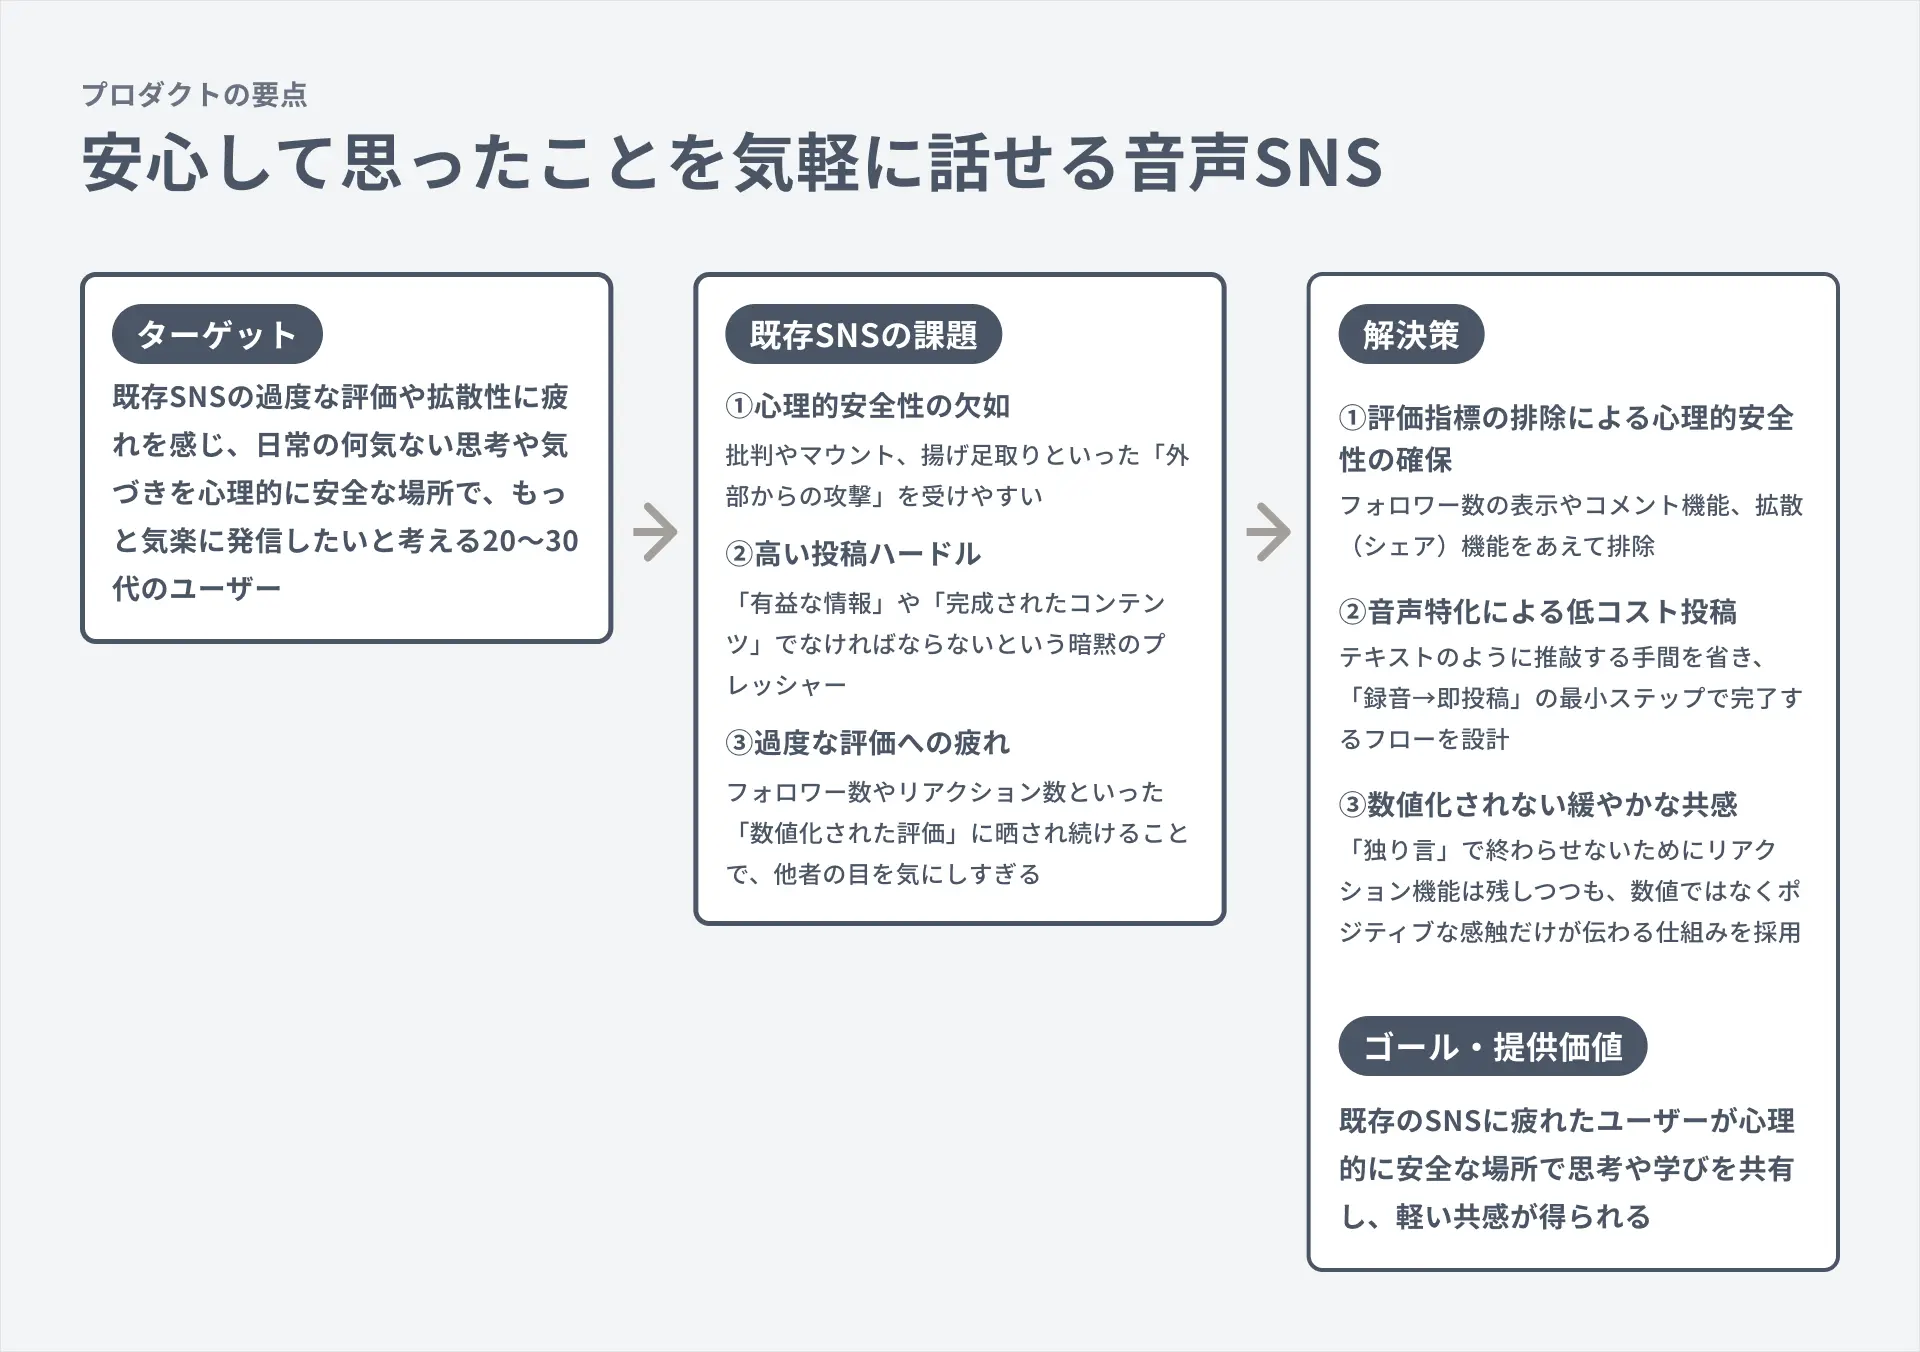 プロダクトの要点
安心して思ったことを気軽に話せる音声SNS
ターゲット
既存SNSの過度な評価や拡散性に疲
れを感じ、日常の何気ない思考や気
づきを心理的に安全な場所で、もっ
と気楽に発信したいと考える20〜30
代のユーザー
既存SNSの課題
①心理的安全性の欠如
批判やマウント、揚げ足取りといった「外
部からの攻撃」を受けやすい
②高い投稿ハードル
「有益な情報」や「完成されたコンテン
ツ」でなければならないという暗黙のプ
レッシャー
③過度な評価への疲れ
フォロワー数やリアクション数といった
「数値化された評価」に晒され続けること
で、他者の目を気にしすぎる
解決策
①評価指標の排除による心理的安全
性の確保
フォロワー数の表示やコメント機能、拡散
（シェア）機能をあえて排除
②音声特化による低コスト投稿
テキストのように推敲する手間を省き、
「録音→即投稿」の最小ステップで完了す
るフローを設計
③数値化されない緩やかな共感
「独り言」で終わらせないためにリアク
ション機能は残しつつも、数値ではなくポ
ジティブな感触だけが伝わる仕組みを採用
ゴール・提供価値
既存のSNSに疲れたユーザーが心理
的に安全な場所で思考や学びを共有
し、軽い共感が得られる